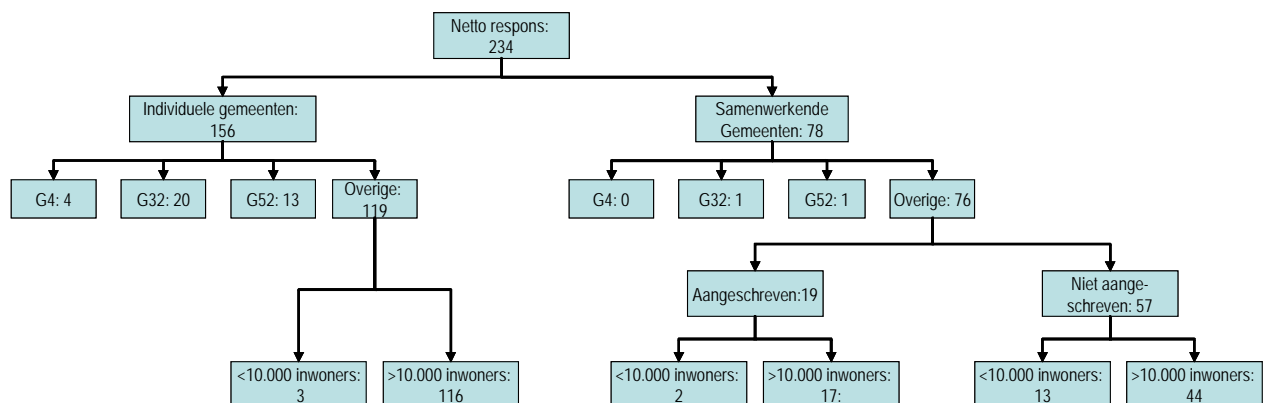 Netto respons:
234
Individuele gemeenten:
156
Samenwerkende
Gemeenten: 78
G4: 4
G32: 20
G52: 13
Overige:
119
G4: 0
G32: 1
G52: 1
Overige: 76
Aangeschreven:19
Niet aange-
schreven: 57
<10.000 inwoners:
3
>10.000 inwoners:
116
<10.000 inwoners:
2
>10.000 inwoners:
17:
<10.000 inwoners:
13
>10.000 inwoners:
44